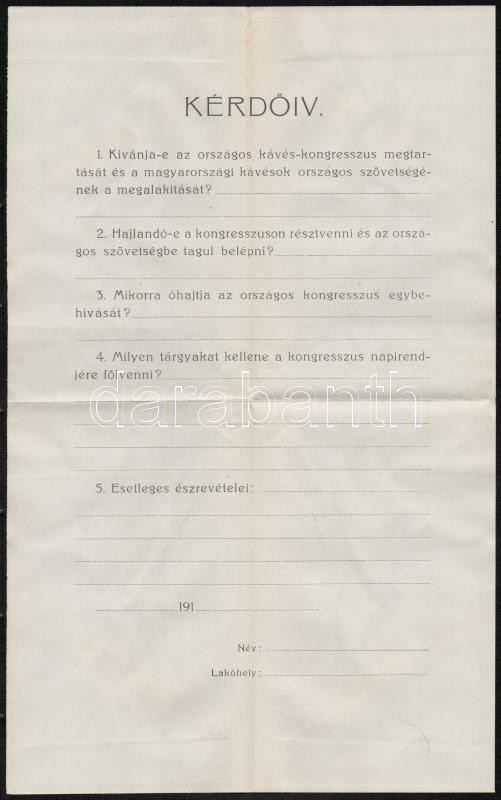 KÉRDŐIV.
1. Kivánja-e az országos kávés-kongresszus megtar-
tását és a magyarországi kávésok országos szövetségé-
nek a megalakitását?
2. Hajlandó-e a kongresszuson résztvenni és az orszá-
gos szövetségbe tagul belépni?
3. Mikorra óhajtja az országos kongresszus egybe-
hivását?
4. Milyen tárgyakat kellene a kongresszus napirend-
jére fölvenni?
darabanth
5. Esetleges észrevételei:
191
Név:
Lakóhely: